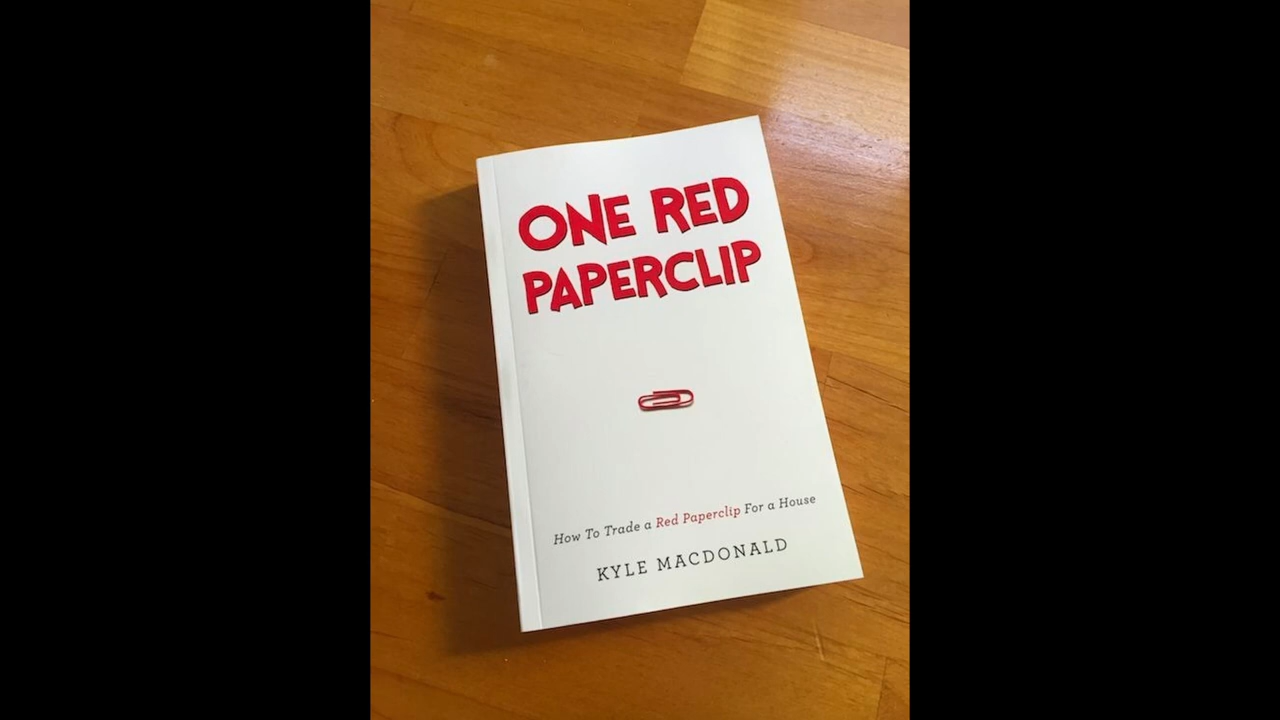 ONE RED
PAPERCLIP
How To Trade a Red Paperclip For a House
KYLE MACDONALD